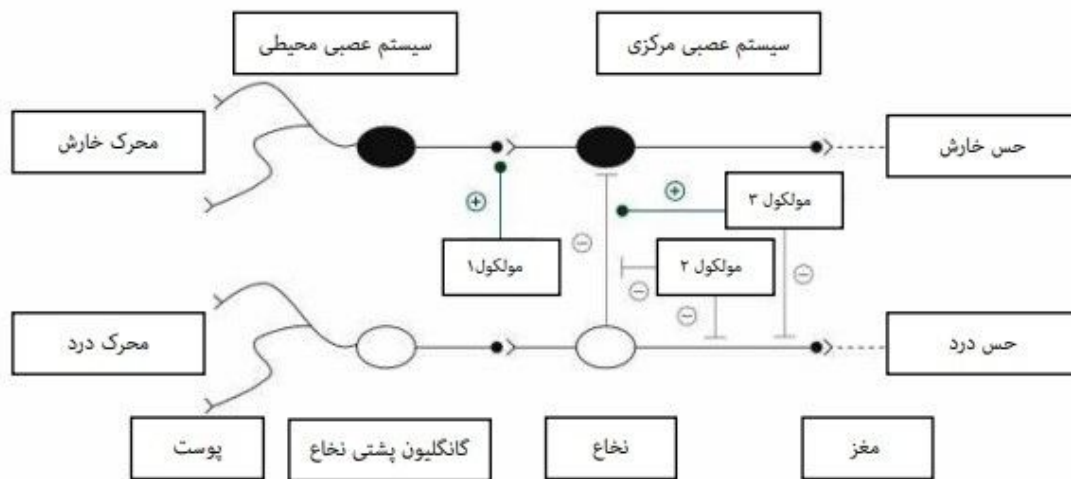 سیستم عصبی مرکزی
سیستم عصبی محیطی
حس خارش
محرک خارش
مولکول ۳
+
+
مولکول ۲
مولکول۱
−
−
−
−
حس درد
محرک درد
مغز
نخاع
گانگلیون پشتی نخاع
پوست